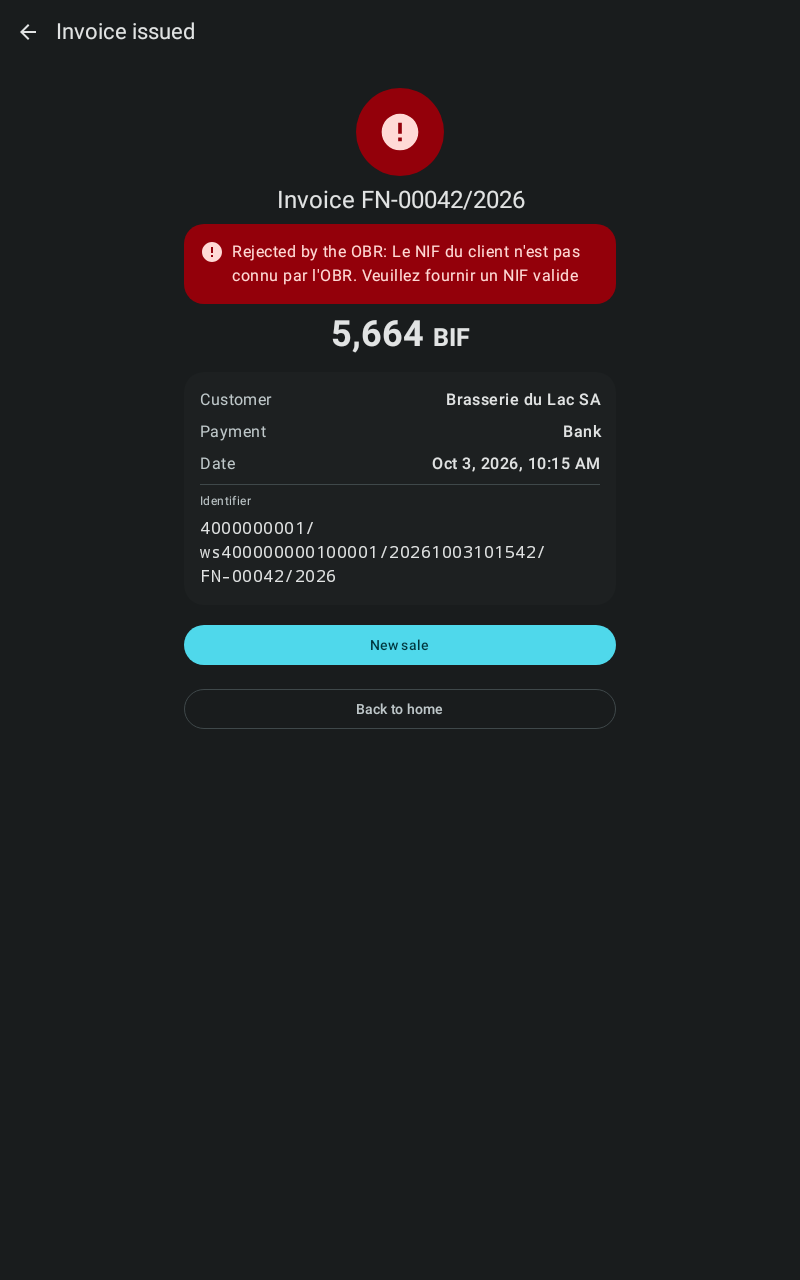 Invoice issued
Invoice FN-00042/2026
Rejected by the OBR: Le NIF du client n'est pas
connu par l'OBR. Veuillez fournir un NIF valide
5,664 BIF
Customer Brasserie du Lac SA
Payment Bank
Date Oct 3, 2026, 10:15 AM
Identifier
4000000001/
ws400000000100001/20261003101542/
FN-00042/2026
New sale
Back to home